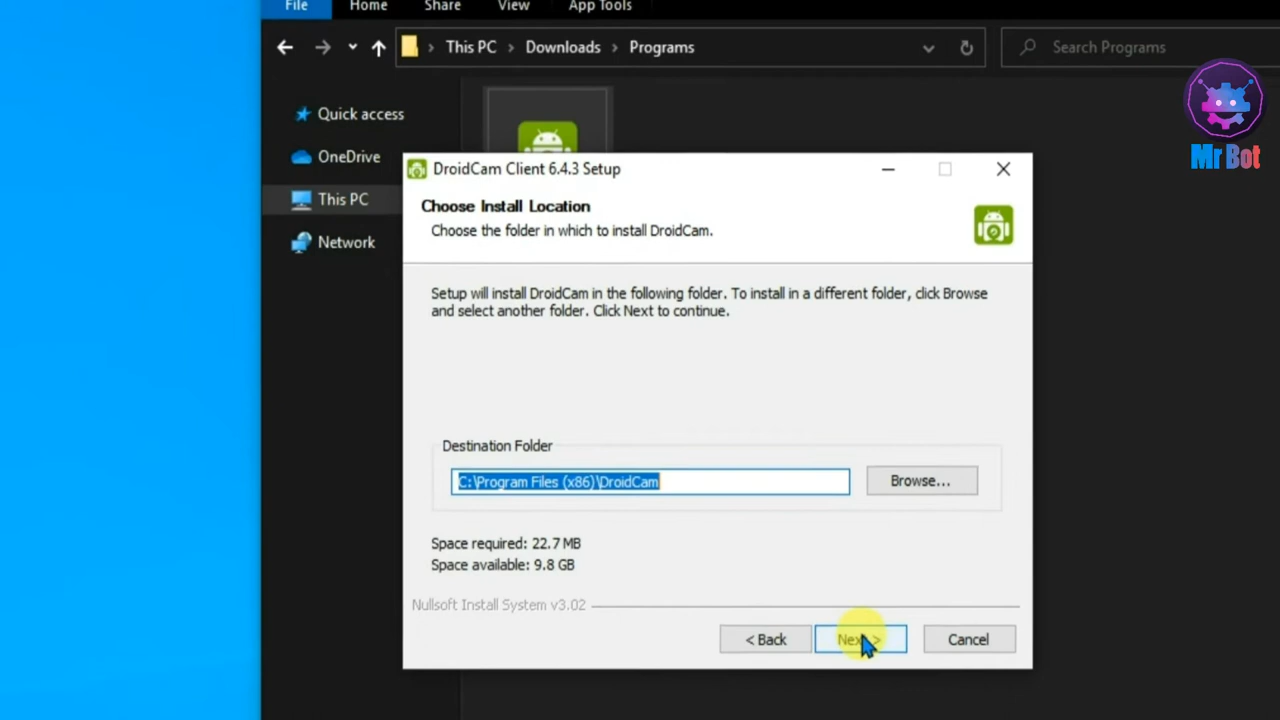 File Home Share View App Tools
This PC > Downloads > Programs
Search Programs
Mr Bot
Quick access
OneDrive
This PC
Network
DroidCam Client 6.4.3 Setup
Choose Install Location
Choose the folder in which to install DroidCam.
Setup will install DroidCam in the following folder. To install in a different folder, click Browse
and select another folder. Click Next to continue.
Destination Folder
C:\Program Files (x86)\DroidCam
Browse...
Space required: 22.7 MB
Space available: 9.8 GB
Nullsoft Install System v3.02
< Back Next > Cancel